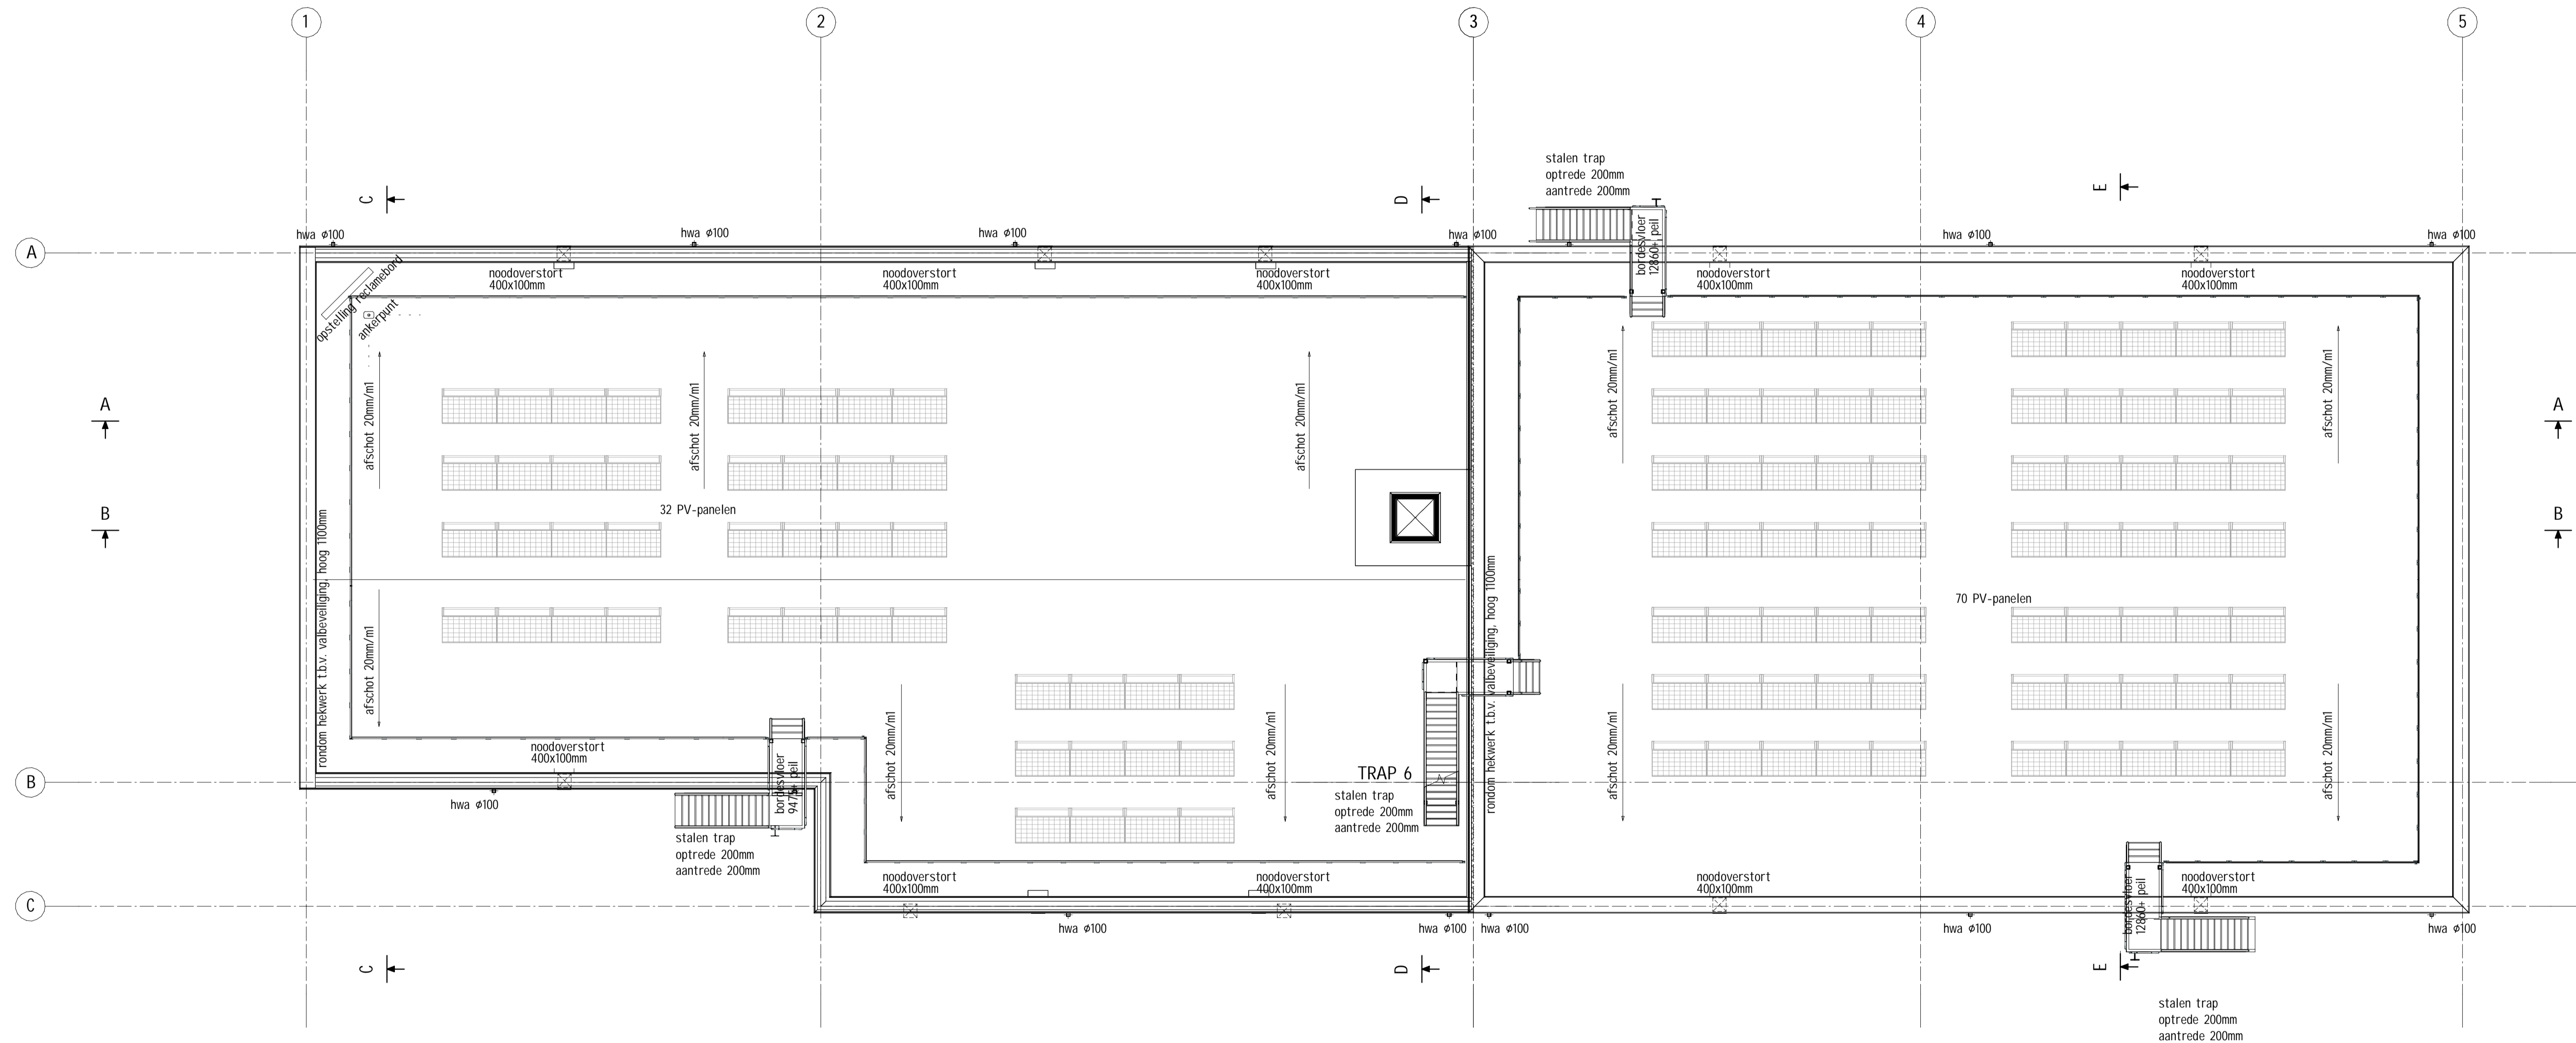 1
2
3
4
5
stalen trap
optrede 200mm
aantrede 200mm
C
D
E
hwa ø100
hwa ø100
hwa ø100
hwa ø100
hwa ø100
hwa ø100
A
bordesvloer
12860+ peil
noodoverstort
400x100mm
noodoverstort
400x100mm
noodoverstort
400x100mm
noodoverstort
400x100mm
noodoverstort
400x100mm
opstelling reclamebord
ankerpunt
afschot 20mm/m1
afschot 20mm/m1
afschot 20mm/m1
afschot 20mm/m1
afschot 20mm/m1
A
A
B
B
32 PV-panelen
rondom hekwerk t.b.v. valbeveiliging, hoog 1100mm
rondom hekwerk t.b.v. valbeveiliging, hoog 1100mm
70 PV-panelen
afschot 20mm/m1
afschot 20mm/m1
afschot 20mm/m1
afschot 20mm/m1
afschot 20mm/m1
noodoverstort
400x100mm
bordesvloer
9475+ peil
TRAP 6
stalen trap
optrede 200mm
aantrede 200mm
B
hwa ø100
stalen trap
optrede 200mm
aantrede 200mm
noodoverstort
400x100mm
noodoverstort
400x100mm
noodoverstort
400x100mm
noodoverstort
400x100mm
bordesvloer
12860+ peil
C
hwa ø100
hwa ø100
hwa ø100
hwa ø100
hwa ø100
C
D
E
stalen trap
optrede 200mm
aantrede 200mm